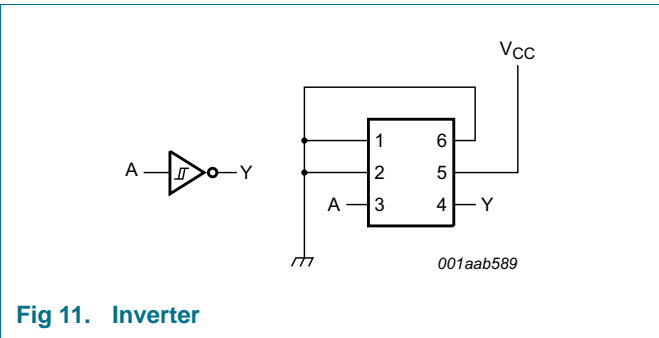 VCC
1 6
A Y 2 5
A 3 4 Y
001aab589
Fig 11. Inverter